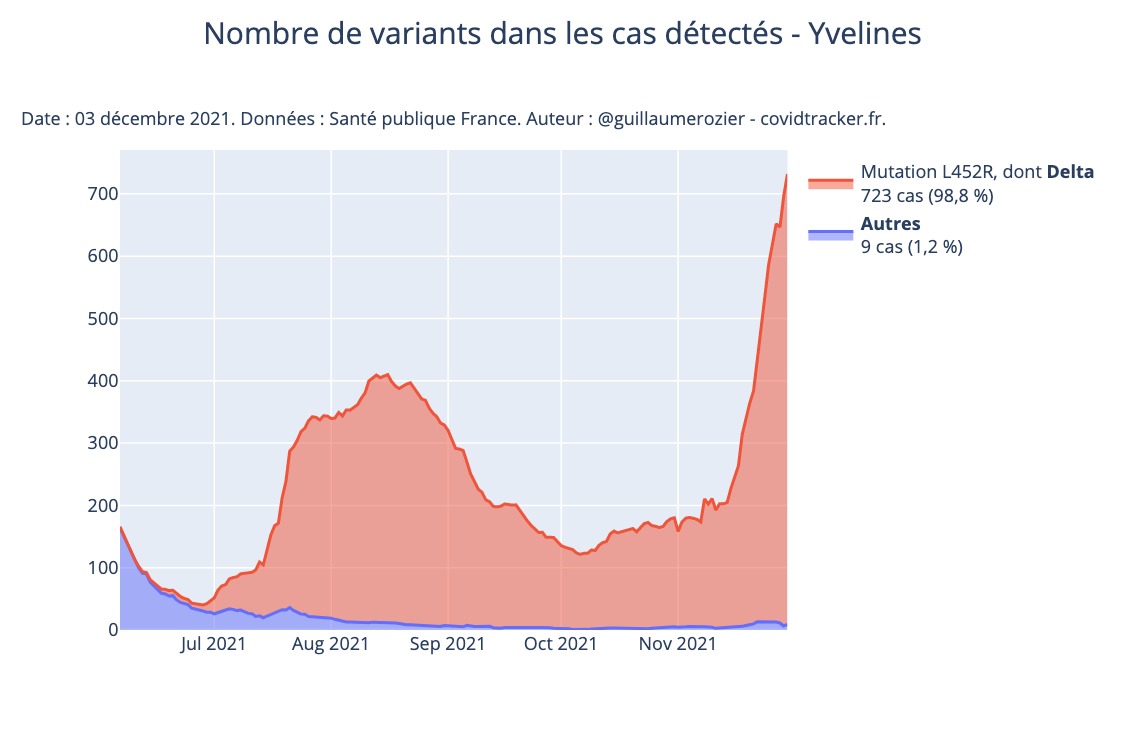 Nombre de variants dans les cas détectés - Yvelines
Date : 03 décembre 2021. Données : Santé publique France. Auteur : @guillaumerozier - covidtracker.fr.
Mutation L452R, dont Delta
723 cas (98,8 %)
Autres
9 cas (1,2 %)
700
600
500
400
300
200
100
0
Jul 2021
Aug 2021
Sep 2021
Oct 2021
Nov 2021